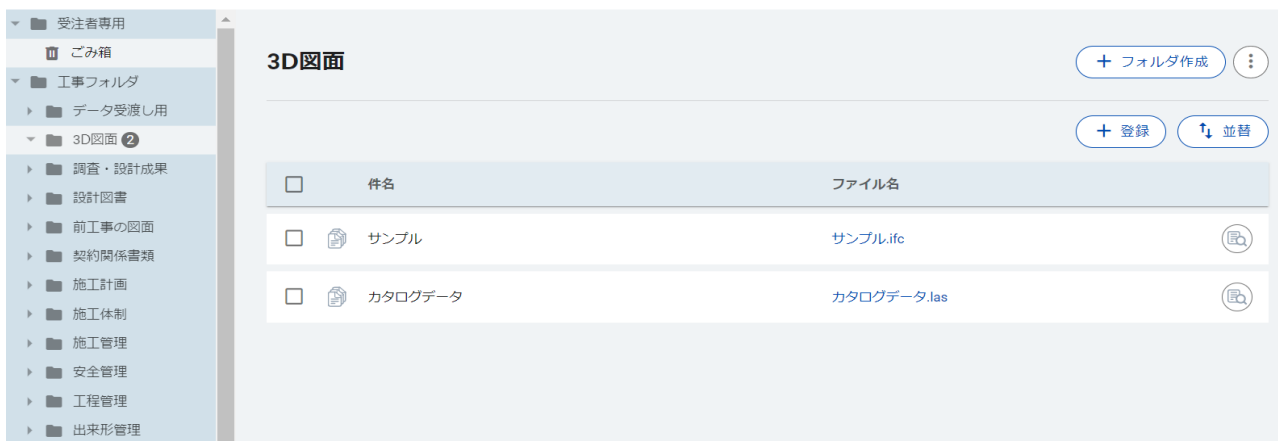 受注者専用
ごみ箱
工事フォルダ
データ受渡し用
3D図面 2
調査・設計成果
設計図書
前工事の図面
契約関係書類
施工計画
施工体制
施工管理
安全管理
工程管理
出来形管理
3D図面
+ フォルダ作成
+ 登録 並替
件名 ファイル名
サンプル サンプル.ifc
カタログデータ カタログデータ.las